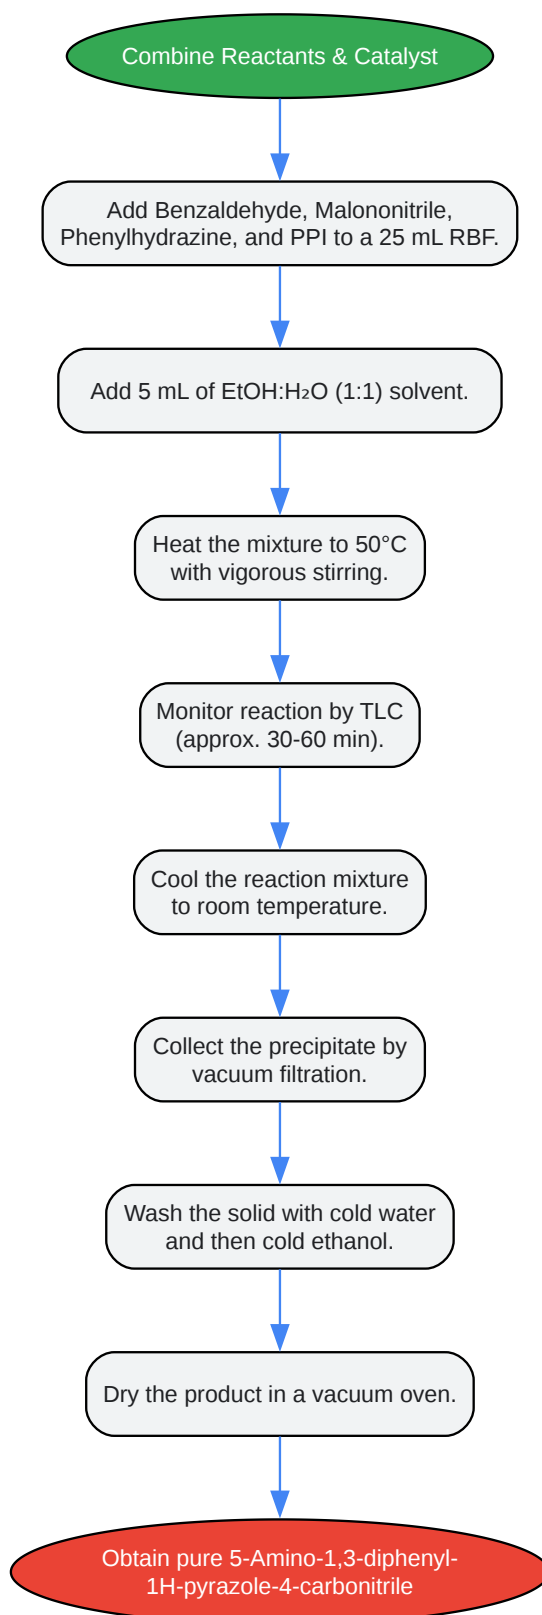 Combine Reactants & Catalyst
Add Benzaldehyde, Malononitrile,
Phenylhydrazine, and PPI to a 25 mL RBF.
Add 5 mL of EtOH:H₂O (1:1) solvent.
Heat the mixture to 50°C
with vigorous stirring.
Monitor reaction by TLC
(approx. 30-60 min).
Cool the reaction mixture
to room temperature.
Collect the precipitate by
vacuum filtration.
Wash the solid with cold water
and then cold ethanol.
Dry the product in a vacuum oven.
Obtain pure 5-Amino-1,3-diphenyl-
1H-pyrazole-4-carbonitrile